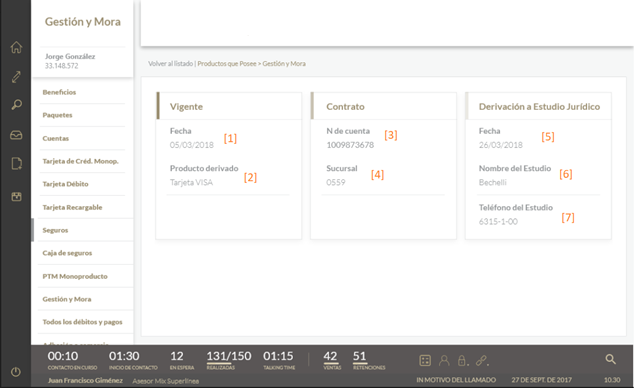 Gestión y Mora
Jorge González
33.148.572
Beneficios
Paquetes
Cuentas
Tarjeta de Créd. Monop.
Tarjeta Débito
Tarjeta Recargable
Seguros
Caja de seguros
PTM Monoproducto
Gestión y Mora
Todos los débitos y pagos
Volver al listado | Productos que Posee > Gestión y Mora
Vigente
Fecha
05/03/2018 [1]
Producto derivado
Tarjeta VISA [2]
Contrato
N de cuenta
1009873678 [3]
Sucursal
0559 [4]
Derivación a Estudio Jurídico
Fecha
26/03/2018 [5]
Nombre del Estudio
Bechelli [6]
Teléfono del Estudio
6315-1-00 [7]
00:10 01:30 12 131/150 01:15 42 51
CONTACTO EN CURSO INICIO DE CONTACTO EN ESPERA REALIZADAS TALKING TIME VENTAS RETENCIONES
Juan Francisco Giménez Asesor Mix Superlinea IN MOTIVO DEL LLAMADO 27 DE SEPT. DE 2017 10.30